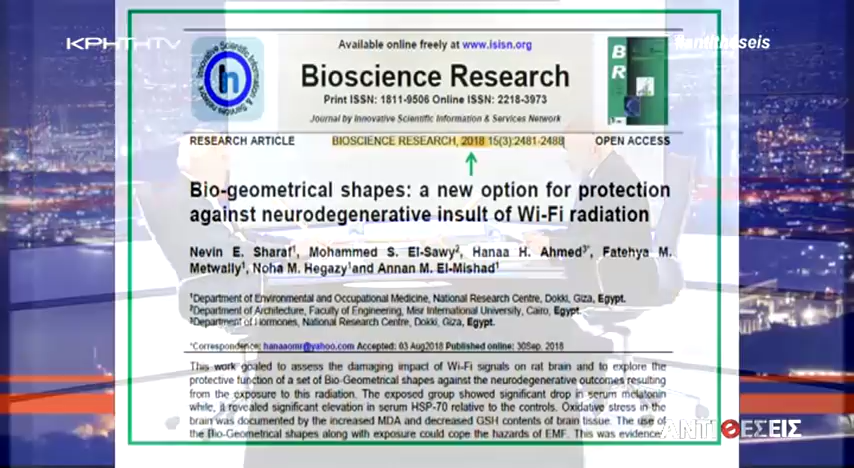 ΚΡΗΤΗTV
#antitheseis
Available online freely at www.isisn.org
Bioscience Research
Print ISSN: 1811-9506 Online ISSN: 2218-3973
Journal by Innovative Scientific Information & Services Network
RESEARCH ARTICLE
BIOSCIENCE RESEARCH, 2018 15(3):2481-2488
OPEN ACCESS
Bio-geometrical shapes: a new option for protection
against neurodegenerative insult of Wi-Fi radiation
Nevin E. Sharaf¹, Mohammed S. El-Sawy², Hanaa H. Ahmed³*, Fatehya M.
Metwally¹, Noha M. Hegazy¹and Annan M. El-Mishad¹
¹Department of Environmental and Occupational Medicine, National Research Centre, Dokki, Giza, Egypt.
²Department of Architecture, Faculty of Engineering, Misr International University, Cairo, Egypt.
³Department of Hormones, National Research Centre, Dokki, Giza, Egypt.
*Correspondence: hanaaomr@yahoo.com Accepted: 03 Aug2018 Published online: 30Sep. 2018
This work goaled to assess the damaging impact of Wi-Fi signals on rat brain and to explore the
protective function of a set of Bio-Geometrical shapes against the neurodegenerative outcomes resulting
from the exposure to this radiation. The exposed group showed significant drop in serum melatonin
while, it revealed significant elevation in serum HSP-70 relative to the controls. Oxidative stress in the
brain was documented by the increased MDA and decreased GSH contents of brain tissue. The use of
the Bio-Geometrical shapes along with exposure could cope the hazards of EMF. This was evidence
ΑΝΤΙΘΕΣΕΙΣ